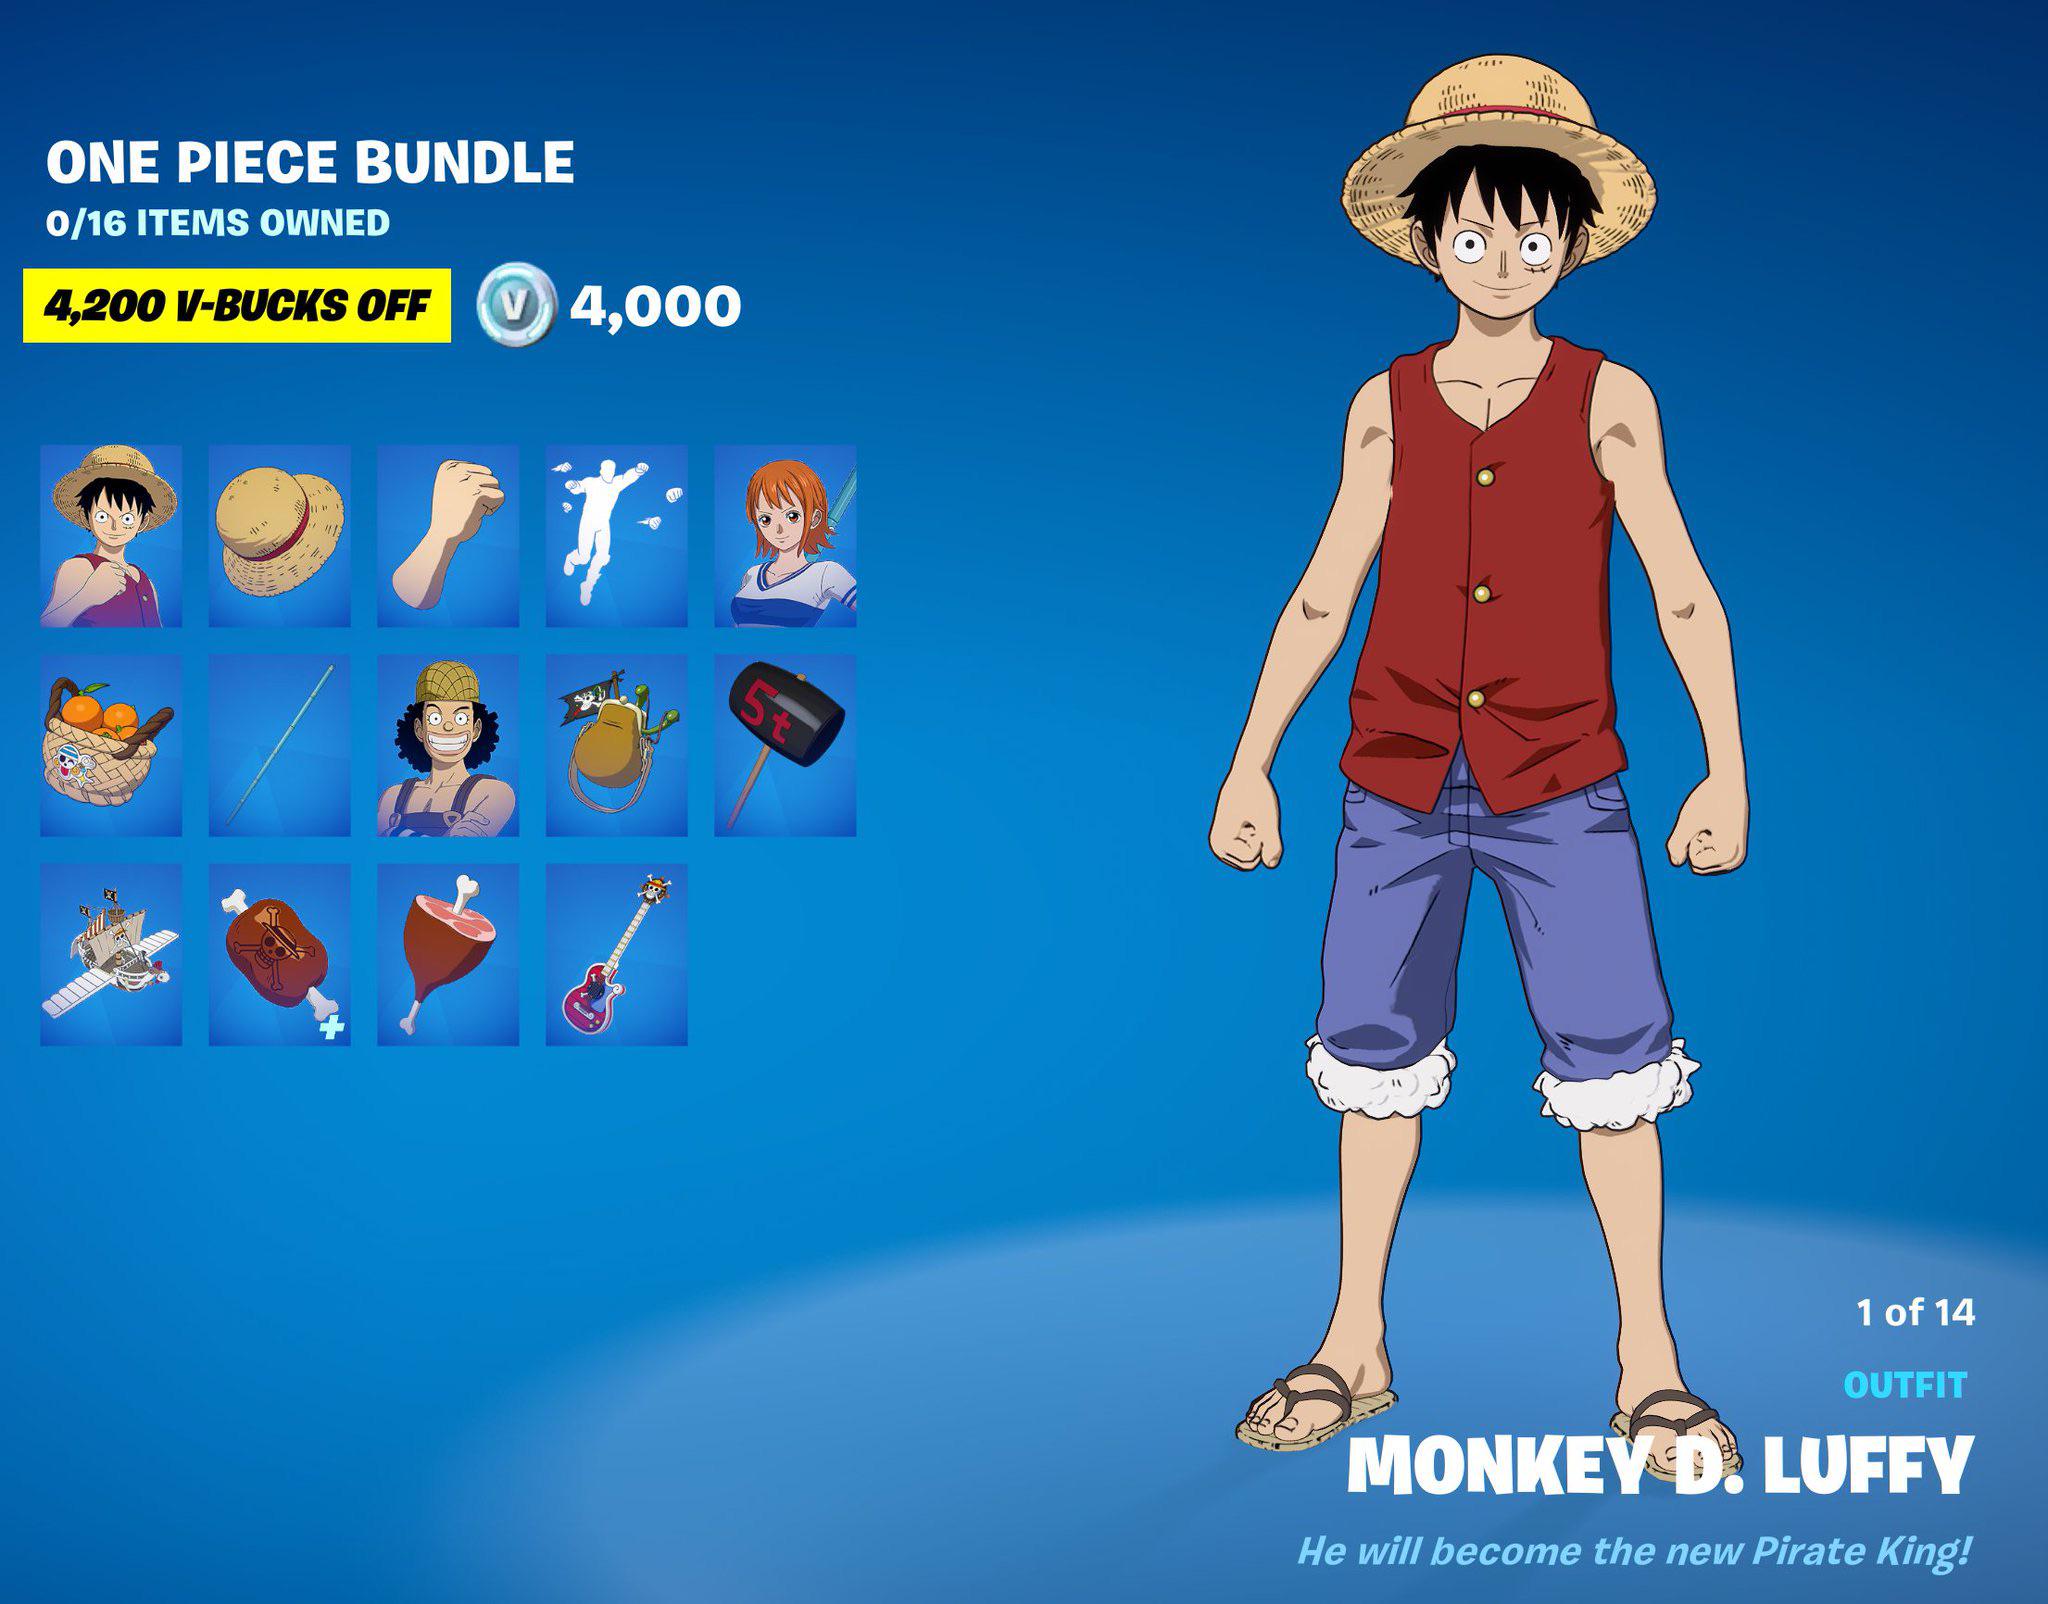 ONE PIECE BUNDLE
0/16 ITEMS OWNED
4,200 V-BUCKS OFF
V 4,000
5t
1 of 14
OUTFIT
MONKEY D. LUFFY
He will become the new Pirate King!